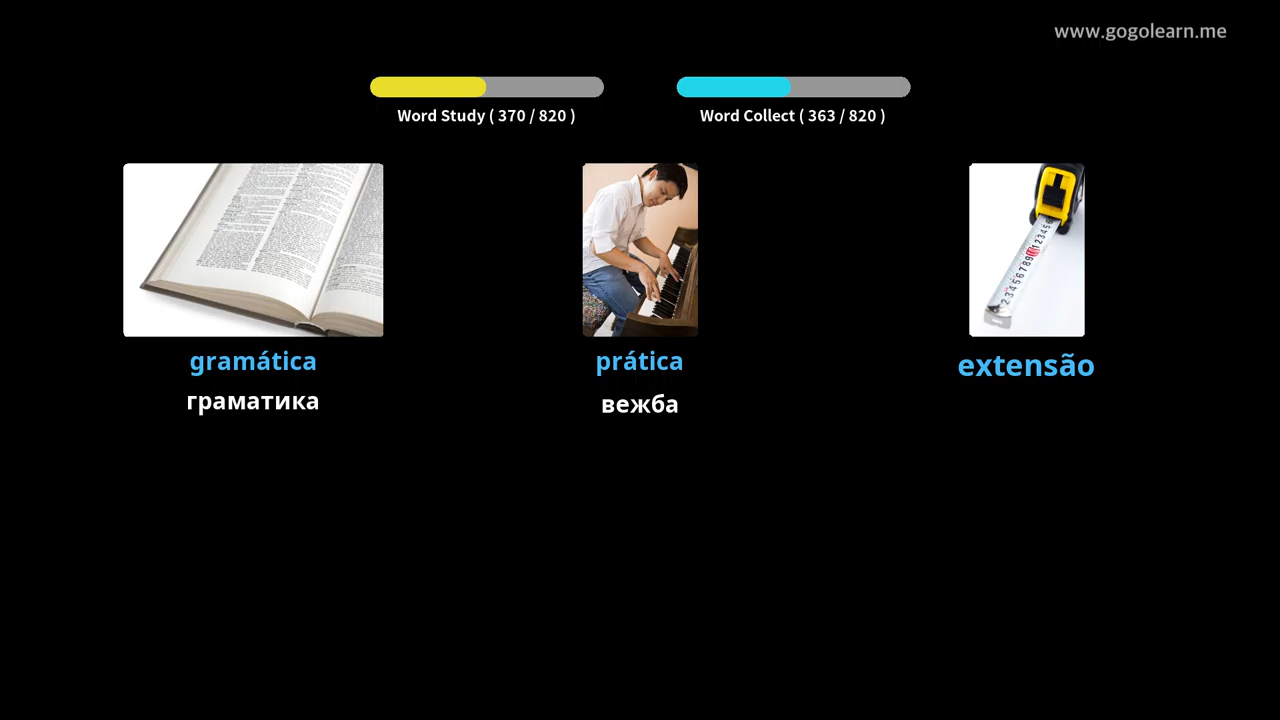 www.gogolearn.me
Word Study ( 370 / 820 )
Word Collect ( 363 / 820 )
gramática
граматика
prática
вежба
extensão